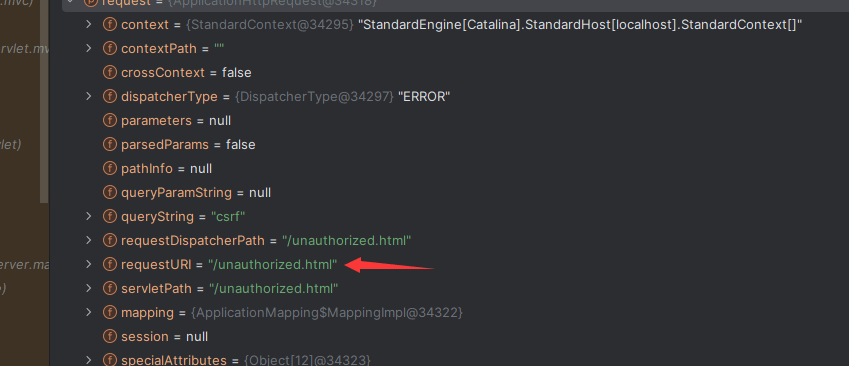 .mvc)
request = {ApplicationHttpRequest@34318}
context = {StandardContext@34295} "StandardEngine[Catalina].StandardHost[localhost].StandardContext[]"
rvlet.mv
contextPath = ""
crossContext = false
dispatcherType = {DispatcherType@34297} "ERROR"
parameters = null
vlet)
parsedParams = false
pathInfo = null
queryParamString = null
queryString = "csrf"
requestDispatcherPath = "/unauthorized.html"
erver.ma
requestURI = "/unauthorized.html"
e)
servletPath = "/unauthorized.html"
mapping = {ApplicationMapping$MappingImpl@34322}
session = null
specialAttributes = {Object[12]@34323}